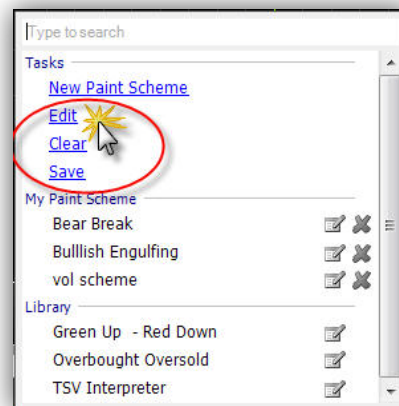 Type to search
Tasks
New Paint Scheme
Edit
Clear
Save
My Paint Scheme
Bear Break
Bulllish Engulfing
vol scheme
Library
Green Up - Red Down
Overbought Oversold
TSV Interpreter